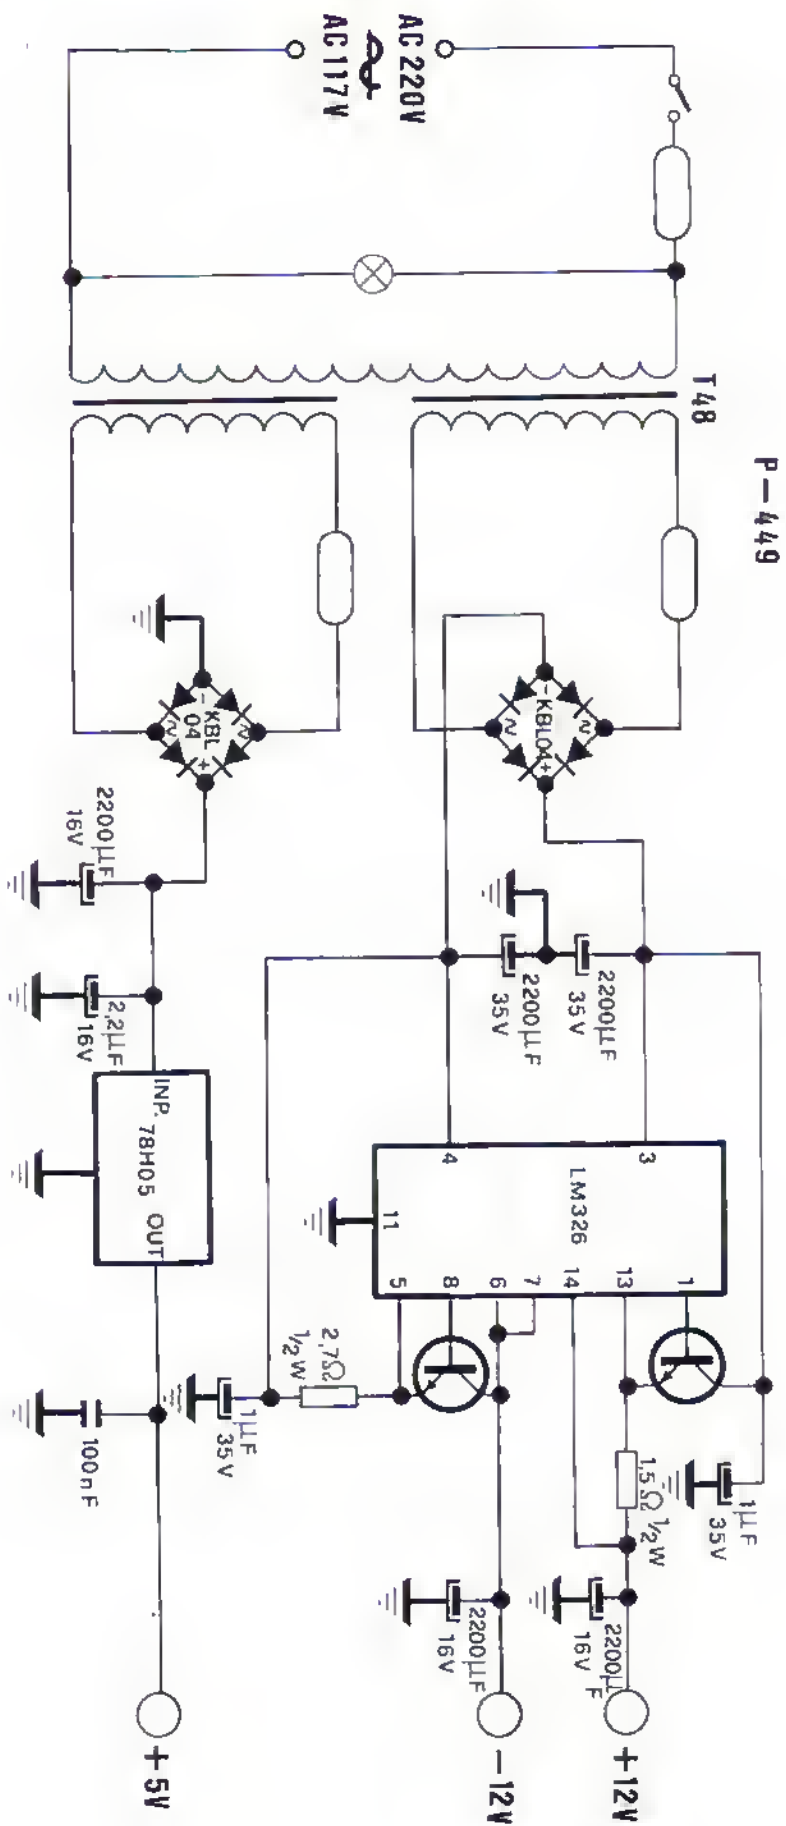 P-449
T48
AC 220V
AC 117V
- KBL04 +
~
~
- KBL +
04
~
~
2200µF
35V
2200µF
35V
2200µF
16V
2,2µF
16V
LM326
3
4
11
1
13
14
7
6
8
5
INP. 78H05 OUT
1µF
35V
1,5Ω ½W
2,7Ω
½W
1µF
35V
100nF
2200µF
16V
2200µF
16V
+12V
-12V
+5V